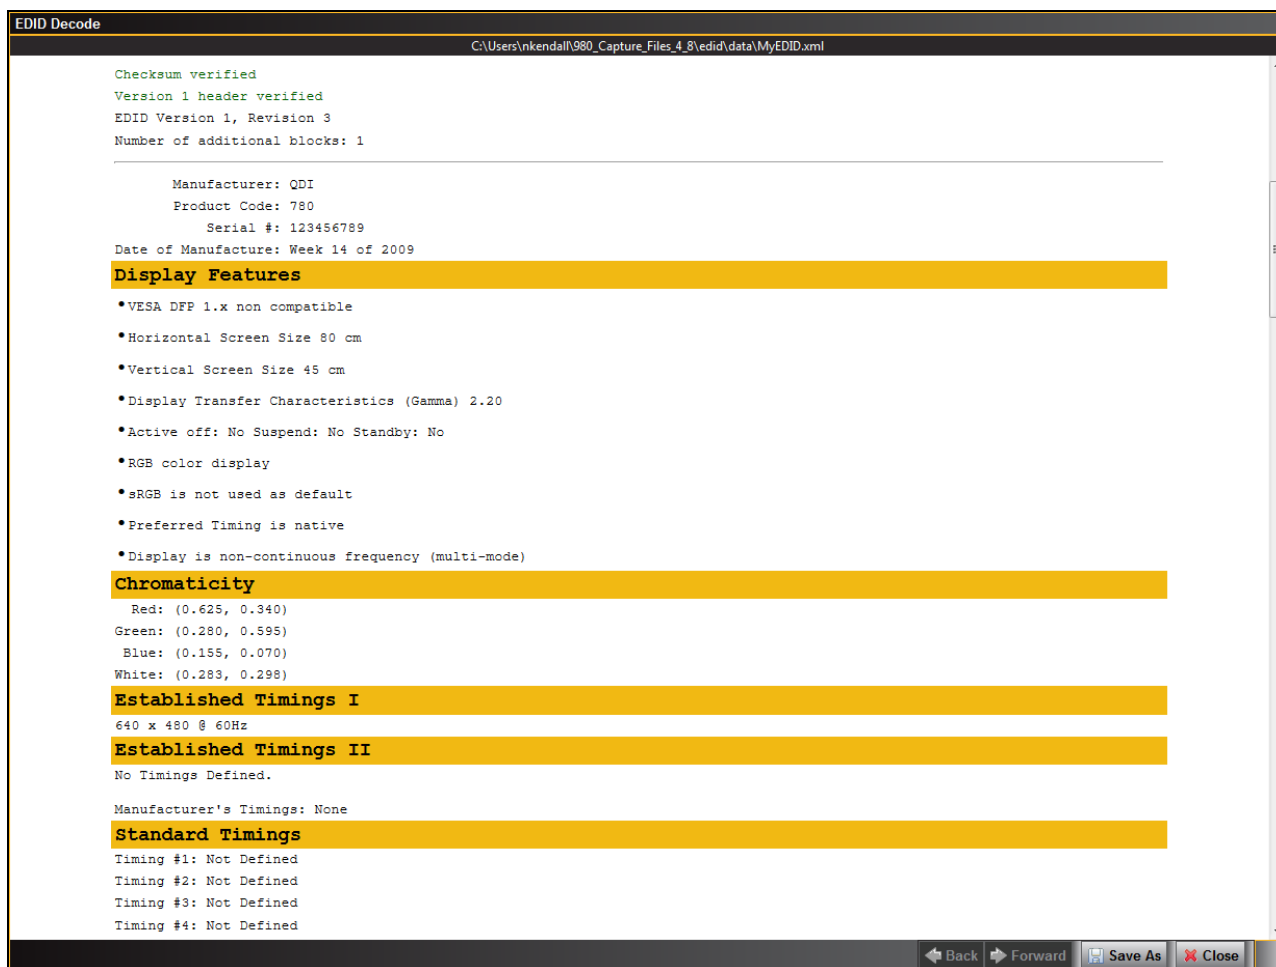 EDID Decode
C:\Users\nkendall\980_Capture_Files_4_8\edid\data\MyEDID.xml
Checksum verified
Version 1 header verified
EDID Version 1, Revision 3
Number of additional blocks: 1
Manufacturer: QDI
Product Code: 780
Serial #: 123456789
Date of Manufacture: Week 14 of 2009
Display Features
•VESA DFP 1.x non compatible
•Horizontal Screen Size 80 cm
•Vertical Screen Size 45 cm
•Display Transfer Characteristics (Gamma) 2.20
•Active off: No Suspend: No Standby: No
•RGB color display
•sRGB is not used as default
•Preferred Timing is native
•Display is non-continuous frequency (multi-mode)
Chromaticity
Red: (0.625, 0.340)
Green: (0.280, 0.595)
Blue: (0.155, 0.070)
White: (0.283, 0.298)
Established Timings I
640 x 480 @ 60Hz
Established Timings II
No Timings Defined.
Manufacturer's Timings: None
Standard Timings
Timing #1: Not Defined
Timing #2: Not Defined
Timing #3: Not Defined
Timing #4: Not Defined
Back Forward Save As Close